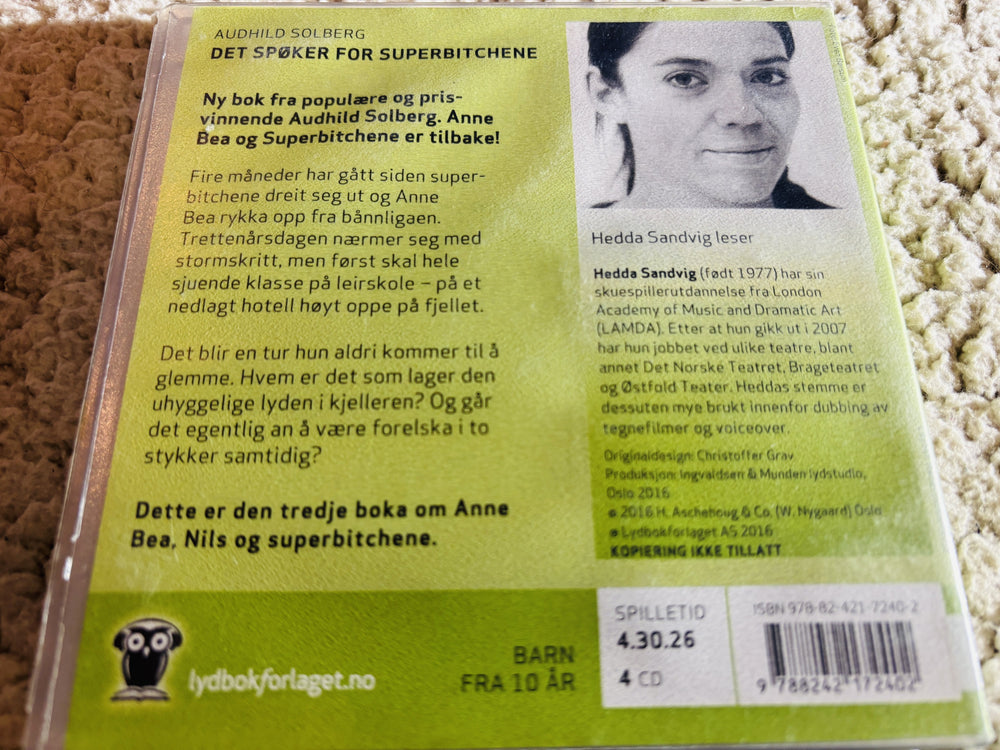 AUDHILD SOLBERG
DET SPØKER FOR SUPERBITCHENE
Ny bok fra populære og pris-
vinnende Audhild Solberg. Anne
Bea og Superbitchene er tilbake!
Fire måneder har gått siden super-
bitchene dreit seg ut og Anne
Bea rykka opp fra bånnligaen.
Trettenårsdagen nærmer seg med
stormskritt, men først skal hele
sjuende klasse på leirskole – på et
nedlagt hotell høyt oppe på fjellet.
Det blir en tur hun aldri kommer til å
glemme. Hvem er det som lager den
uhyggelige lyden i kjelleren? Og går
det egentlig an å være forelska i to
stykker samtidig?
Dette er den tredje boka om Anne
Bea, Nils og superbitchene.
lydbokforlaget.no
BARN
FRA 10 ÅR
Hedda Sandvig leser
Hedda Sandvig (født 1977) har sin
skuespillerutdannelse fra London
Academy of Music and Dramatic Art
(LAMDA). Etter at hun gikk ut i 2007
har hun jobbet ved ulike teatre, blant
annet Det Norske Teatret, Brageteatret
og Østfold Teater. Heddas stemme er
dessuten mye brukt innenfor dubbing av
tegnefilmer og voiceover.
Originaldesign: Christoffer Grav
Produksjon: Ingvaldsen & Munden lydstudio,
Oslo 2016
© 2016 H. Aschehoug & Co. (W. Nygaard) Oslo
℗ Lydbokforlaget AS 2016
KOPIERING IKKE TILLATT
SPILLETID
4.30.26
4 CD
ISBN 978-82-421-7240-2
9 788242 172402